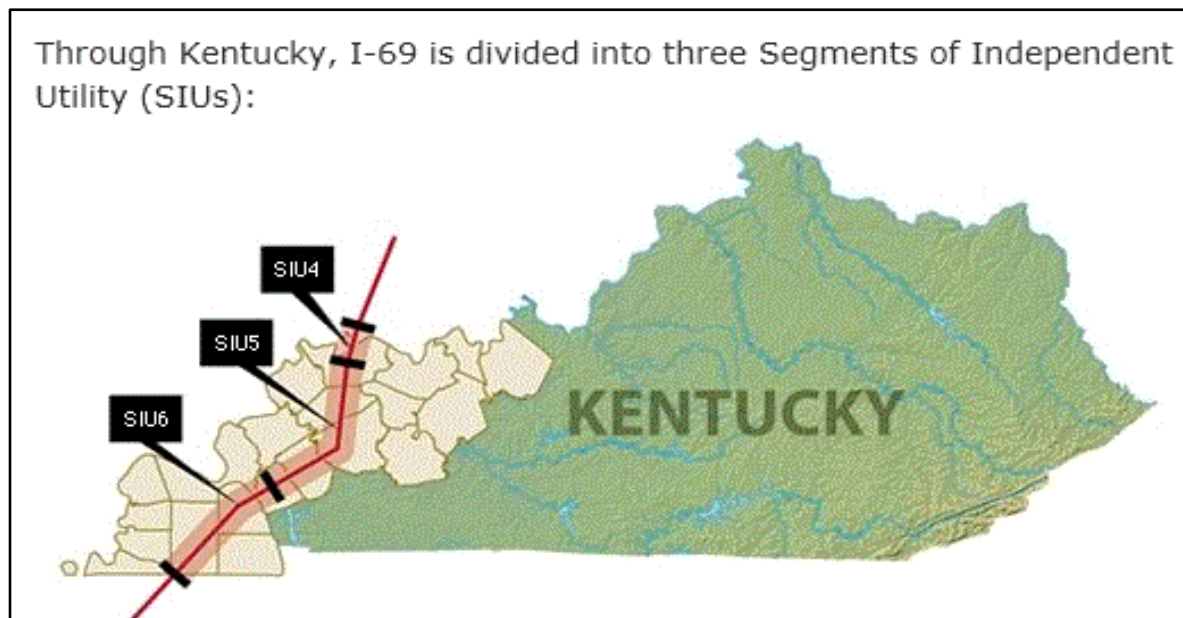 Through Kentucky, I-69 is divided into three Segments of Independent
Utility (SIUs):
SIU4
SIU5
SIU6
KENTUCKY